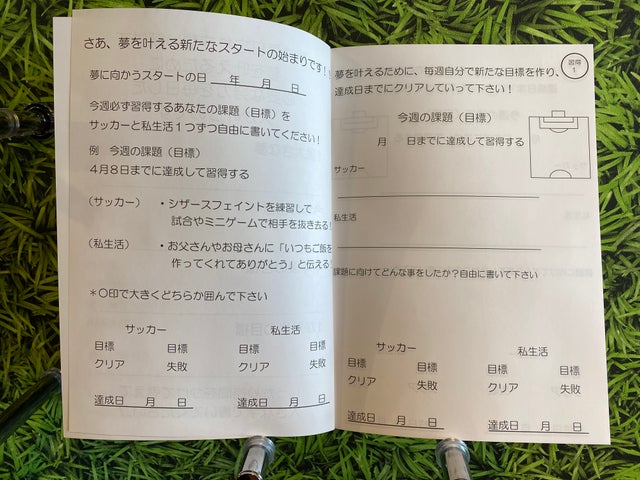 さあ、夢を叶える新たなスタートの始まりです！！
夢に向かうスタートの日　　年　　月　　日
今週必ず習得するあなたの課題（目標）を
サッカーと私生活１つずつ自由に書いてください！
例　今週の課題（目標）
４月８日までに達成して習得する
（サッカー）　・シザースフェイントを練習して
試合やミニゲームで相手を抜き去る！
（私生活）　・お父さんやお母さんに「いつもご飯を
作ってくれてありがとう」と伝える！
＊〇印で大きくどちらか囲んで下さい
サッカー　　私生活
目標　目標　目標　目標
クリア　失敗　クリア　失敗
達成日　月　日　　達成日　月　日
習得
1
夢を叶えるために、毎週自分で新たな目標を作り、
達成日までにクリアしていって下さい！
今週の課題（目標）
月　　日までに達成して習得する
サッカー
私生活
課題に向けてどんな事をしたか？自由に書いて下さい
サッカー　　私生活
目標　目標　目標　目標
クリア　失敗　クリア　失敗
達成日　月　日　　達成日　月　日